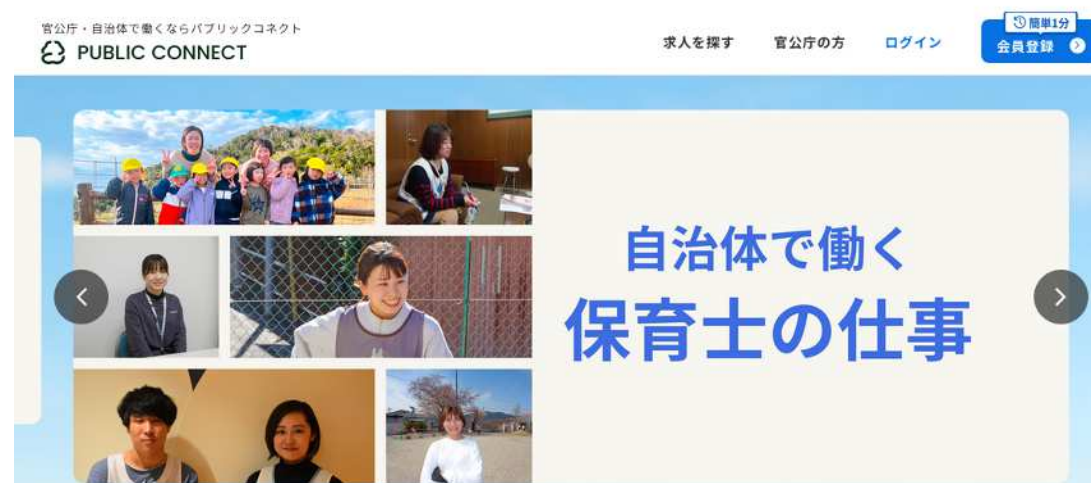 官公庁・自治体で働くならパブリックコネクト
PUBLIC CONNECT
求人を探す
官公庁の方
ログイン
簡単1分
会員登録
自治体で働く
保育士の仕事